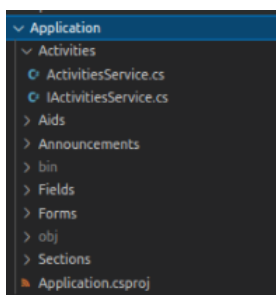 Application
Activities
ActivitiesService.cs
IActivitiesService.cs
Aids
Announcements
bin
Fields
Forms
obj
Sections
Application.csproj